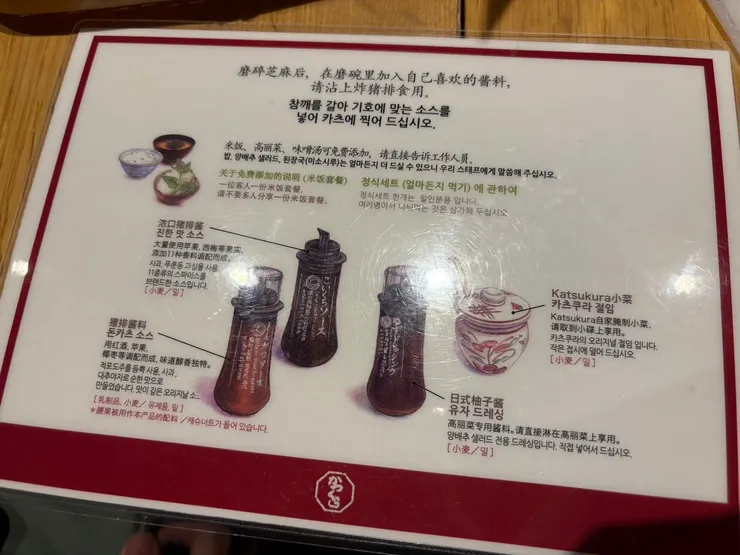 磨碎芝麻后，在磨碗里加入自己喜欢的酱料，
请沾上炸猪排食用。
참깨를 갈아 기호에 맞는 소스를
넣어 카츠에 찍어 드십시오.
米饭、高丽菜、味噌汤可免费添加，请直接告诉工作人员。
밥, 양배추 샐러드, 된장국(미소시루)는 얼마든지 더 드실 수 있으니 우리 스태프에게 말씀해 주십시오.
关于免费添加的说明 (米饭套餐)
一位客人一份米饭套餐。
请不要多人分享一份米饭套餐。
정식세트 (얼마든지 먹기) 에 관하여
정식세트 한개는 일인분용 입니다.
여러명이서 나눠먹는 것은 삼가해 두십시오
浓口猪排酱
진한 맛 소스
大量使用苹果、西梅等果实，
添加11种香料调配而成。
사과, 푸룬등 과실을 사용
11종류의 스파이스를
브랜드한 소스입니다.
[小麦／밀]
猪排酱料
돈카츠 소스
用红酒、苹果、
椰枣等调配而成，味道醇香独特。
적포도주를 듬뿍 사용, 사과,
대추야자로 순한 맛으로
만들었습니다. 맛이 깊은 오리지날 소스
[乳制品，小麦／유제품, 밀]
＊腰果被用作本产品的配料 ／캐슈너트가 들어 있습니다.
Katsukura小菜
카츠쿠라 절임
Katsukura自家腌制小菜，
请取到小碟上享用。
카츠쿠라의 오리지널 절임 입니다.
작은 접시에 덜어 드십시오.
[小麦／밀]
日式柚子酱
유자 드레싱
高丽菜专用酱料。请直接淋在高丽菜上享用。
양배추 샐러드 전용 드레싱입니다. 직접 넣어서 드십시오.
[小麦／밀]
かつくら